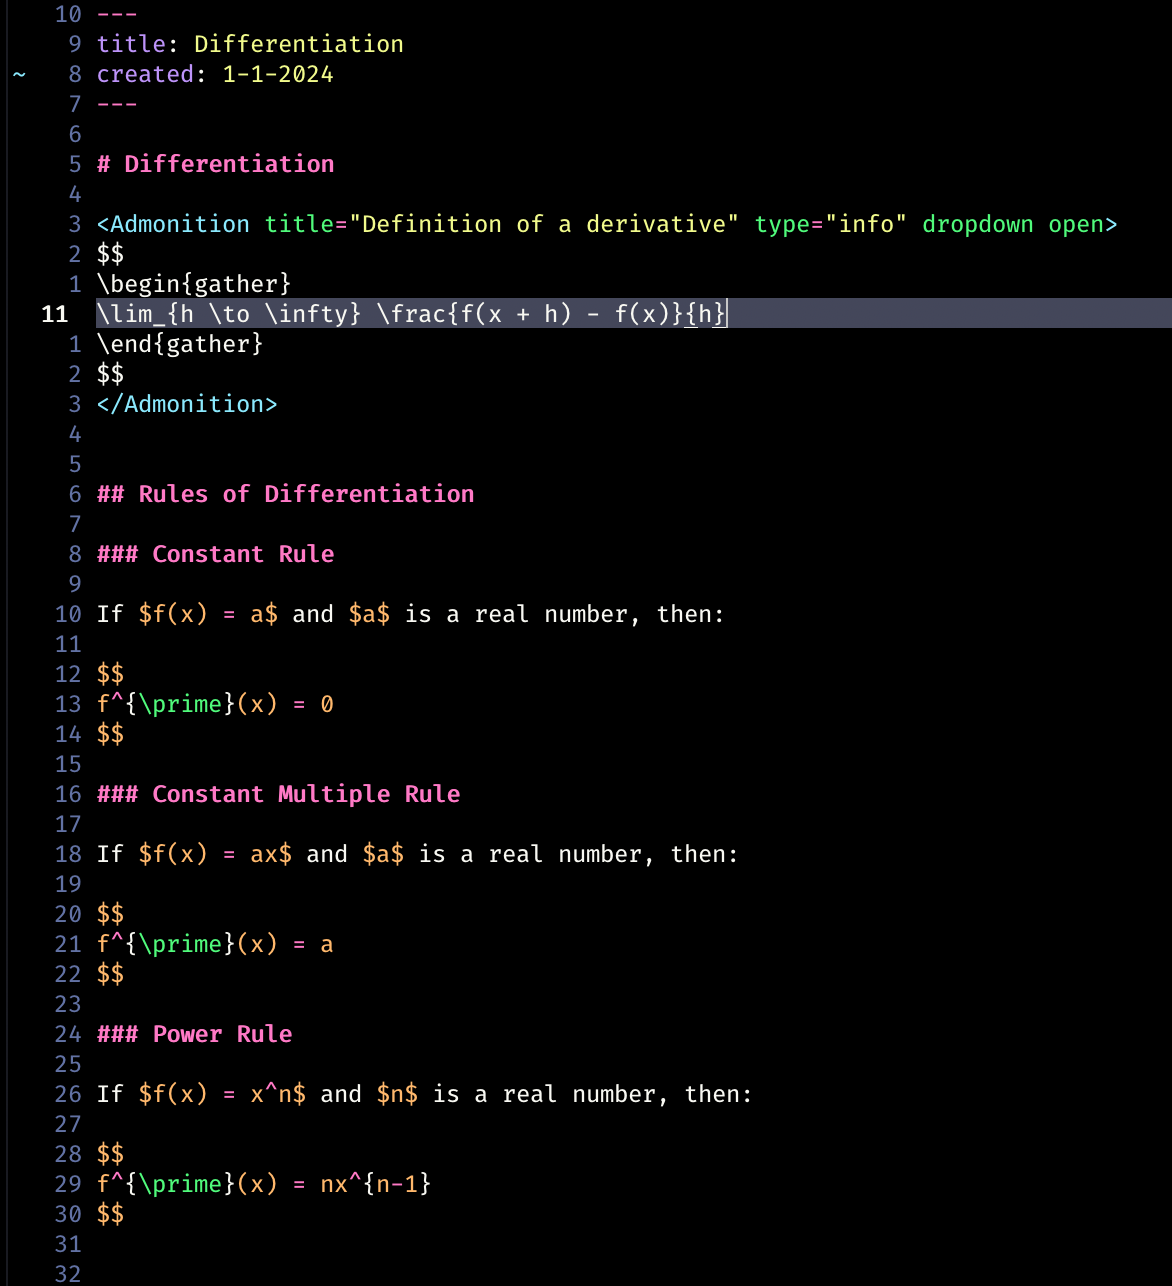 10 ---
9 title: Differentiation
~ 8 created: 1-1-2024
7 ---
6
5 # Differentiation
4
3 <Admonition title="Definition of a derivative" type="info" dropdown open>
2 $$
1 \begin{gather}
11 \lim_{h \to \infty} \frac{f(x + h) - f(x)}{h}
1 \end{gather}
2 $$
3 </Admonition>
4
5
6 ## Rules of Differentiation
7
8 ### Constant Rule
9
10 If $f(x) = a$ and $a$ is a real number, then:
11
12 $$
13 f^{\prime}(x) = 0
14 $$
15
16 ### Constant Multiple Rule
17
18 If $f(x) = ax$ and $a$ is a real number, then:
19
20 $$
21 f^{\prime}(x) = a
22 $$
23
24 ### Power Rule
25
26 If $f(x) = x^n$ and $n$ is a real number, then:
27
28 $$
29 f^{\prime}(x) = nx^{n-1}
30 $$
31
32